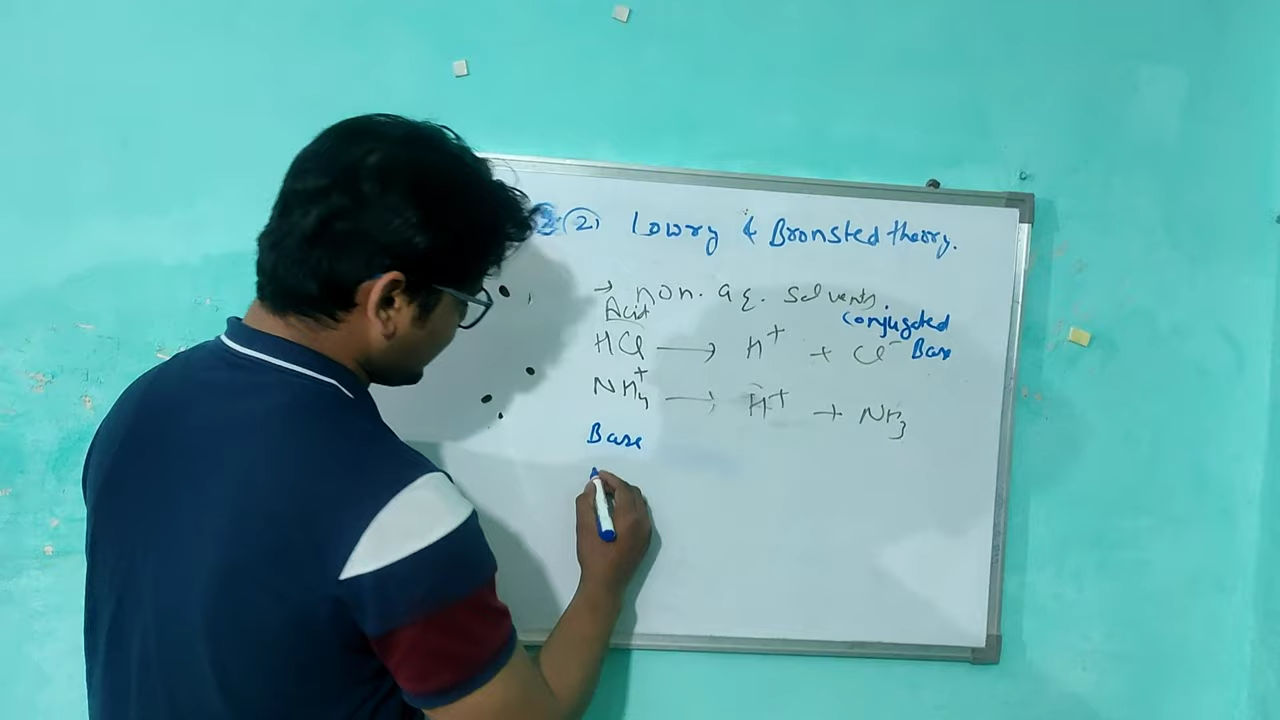 (2) Lowry & Bronsted theory.
→ non. aq. solvents.
Acid
Conjugated
HCl ⟶ H⁺ + Cl⁻ Base
NH₄⁺ ⟶ H⁺ + NH₃
Base